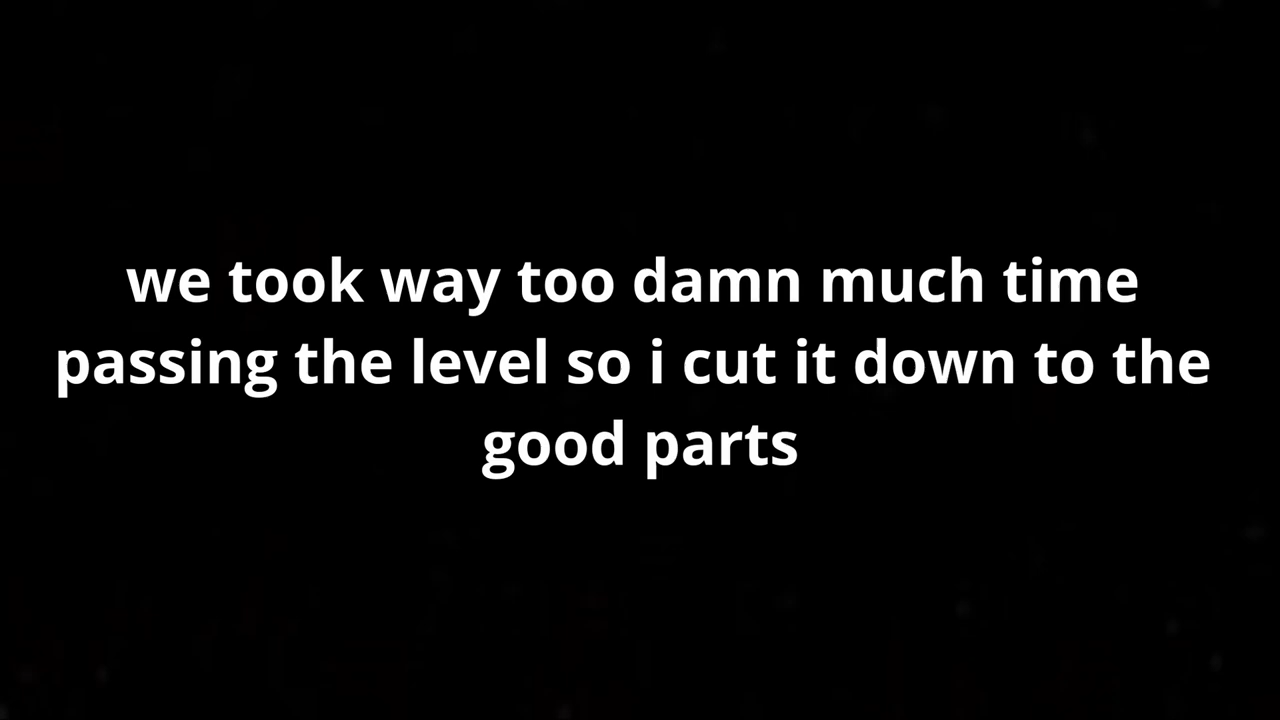 we took way too damn much time
passing the level so i cut it down to the
good parts